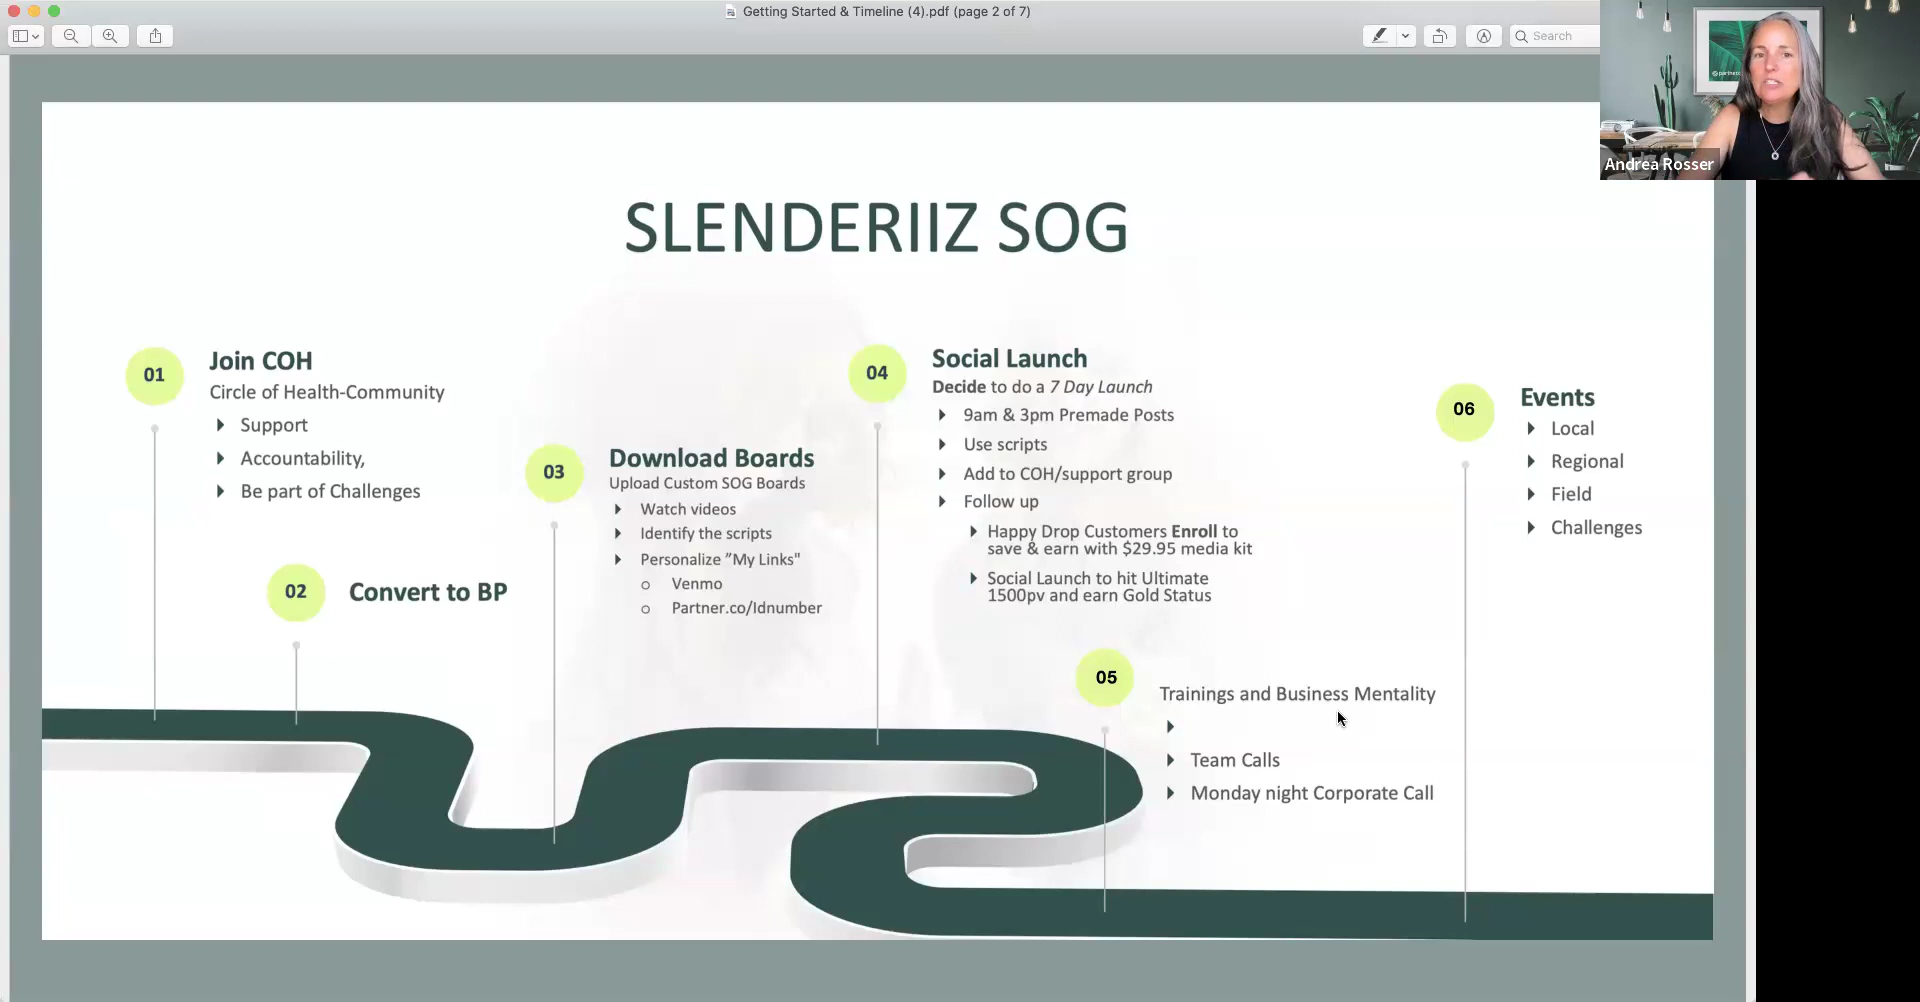 Getting Started & Timeline (4).pdf (page 2 of 7)
Search
Andrea Rosser
SLENDERIIZ SOG
01
Join COH
Circle of Health-Community
Support
Accountability,
Be part of Challenges
02
Convert to BP
03
Download Boards
Upload Custom SOG Boards
Watch videos
Identify the scripts
Personalize ”My Links"
Venmo
Partner.co/Idnumber
04
Social Launch
Decide to do a 7 Day Launch
9am & 3pm Premade Posts
Use scripts
Add to COH/support group
Follow up
Happy Drop Customers Enroll to
save & earn with $29.95 media kit
Social Launch to hit Ultimate
1500pv and earn Gold Status
05
Trainings and Business Mentality
Team Calls
Monday night Corporate Call
06
Events
Local
Regional
Field
Challenges